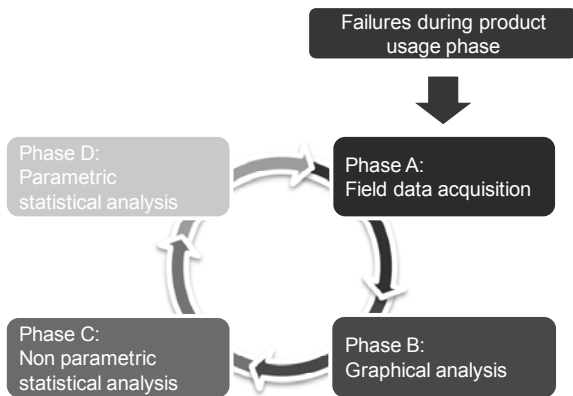 Failures during product
usage phase
Phase D:
Parametric
statistical analysis
Phase A:
Field data acquisition
Phase C:
Non parametric
statistical analysis
Phase B:
Graphical analysis